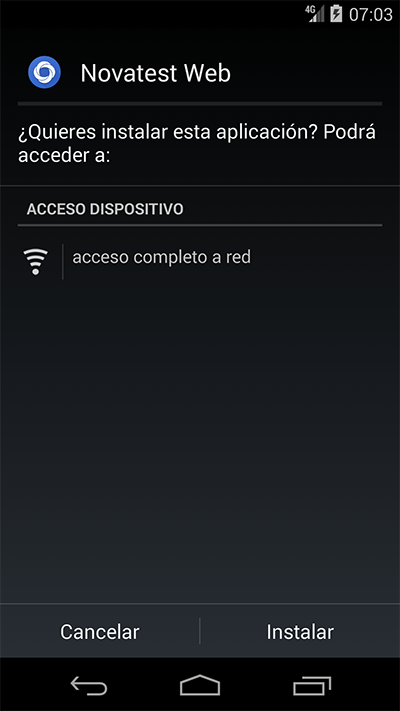 4G 07:03
Novatest Web
¿Quieres instalar esta aplicación? Podrá
acceder a:
ACCESO DISPOSITIVO
acceso completo a red
Cancelar Instalar